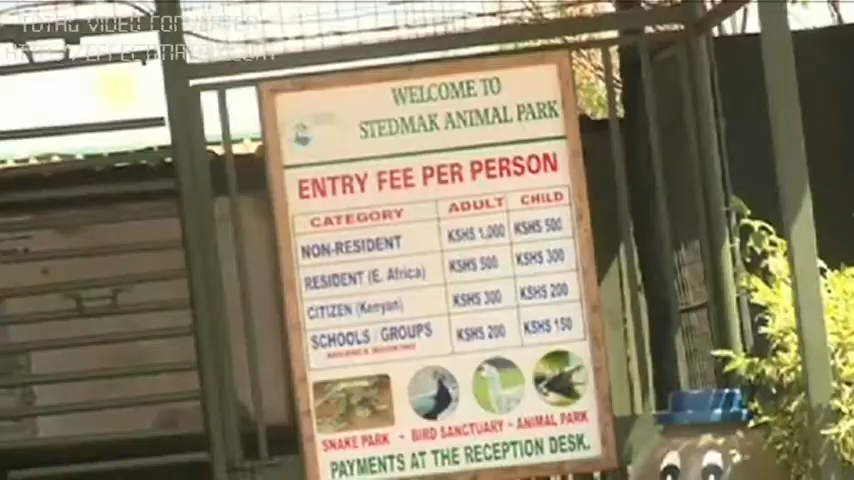 WELCOME TO
STEDMAK ANIMAL PARK
ENTRY FEE PER PERSON
CATEGORY ADULT CHILD
NON-RESIDENT KSHS 1,000 KSHS 500
RESIDENT (E. Africa) KSHS 500 KSHS 300
CITIZEN (Kenyan) KSHS 300 KSHS 200
SCHOOLS / GROUPS KSHS 200 KSHS 150
SNAKE PARK - BIRD SANCTUARY - ANIMAL PARK
PAYMENTS AT THE RECEPTION DESK.